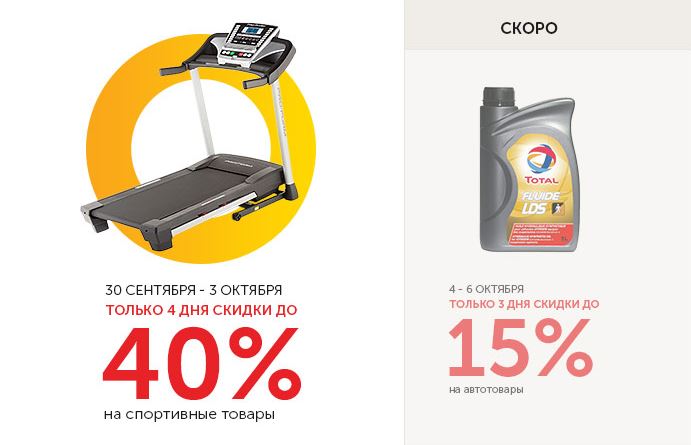 30 СЕНТЯБРЯ - 3 ОКТЯБРЯ
ТОЛЬКО 4 ДНЯ СКИДКИ ДО
40%
на спортивные товары
СКОРО
TOTAL
FLUIDE
LDS
4 - 6 ОКТЯБРЯ
ТОЛЬКО 3 ДНЯ СКИДКИ ДО
15%
на автотовары